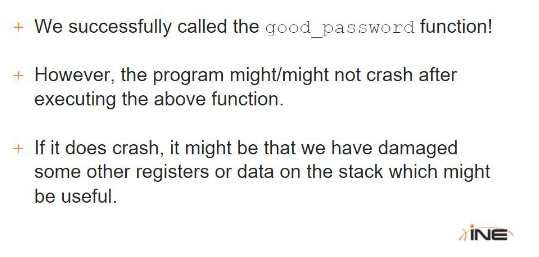 + We successfully called the good_password function!
+ However, the program might/might not crash after
executing the above function.
+ If it does crash, it might be that we have damaged
some other registers or data on the stack which might
be useful.
INE